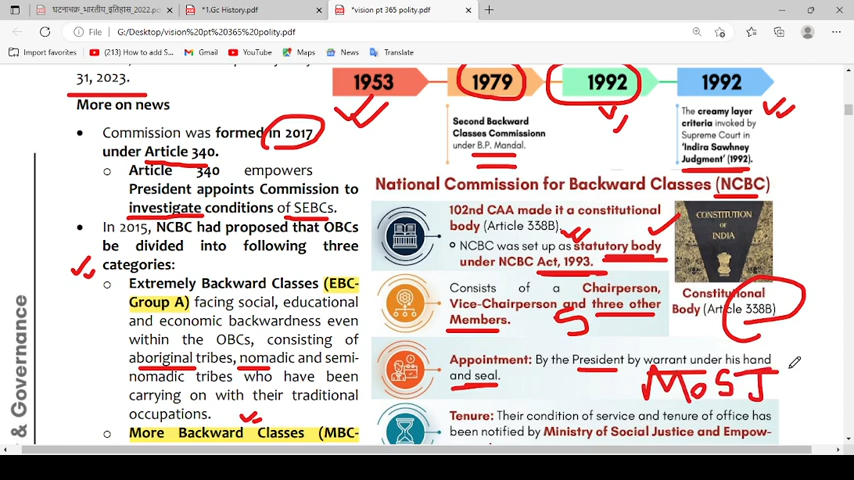 घटनाचक्र_भारतीय_इतिहास_2022.p
*1.Gc History.pdf
*vision pt 365 polity.pdf
File
G:/Desktop/vision%20pt%20365%20polity.pdf
Import favorites
(213) How to add S...
Gmail
YouTube
Maps
News
Translate
31, 2023.
More on news
Commission was formed in 2017
under Article 340.
Article 340 empowers
President appoints Commission to
investigate conditions of SEBCs.
In 2015, NCBC had proposed that OBCs
be divided into following three
categories:
Extremely Backward Classes (EBC-
Group A) facing social, educational
and economic backwardness even
within the OBCs, consisting of
aboriginal tribes, nomadic and semi-
nomadic tribes who have been
carrying on with their traditional
occupations.
More Backward Classes (MBC-
& Governance
1953
1979
1992
1992
Second Backward
Classes Commission
under B.P. Mandal.
The creamy layer
criteria invoked by
Supreme Court in
'Indira Sawhney
Judgment' (1992).
National Commission for Backward Classes (NCBC)
102nd CAA made it a constitutional
body (Article 338B).
NCBC was set up as statutory body
under NCBC Act, 1993.
CONSTITUTION
OF
INDIA
Constitutional
Body (Article 338B)
Consists of a Chairperson,
Vice-Chairperson and three other
Members.
5
Appointment: By the President by warrant under his hand
and seal.
MoSJ
Tenure: Their condition of service and tenure of office has
been notified by Ministry of Social Justice and Empow-